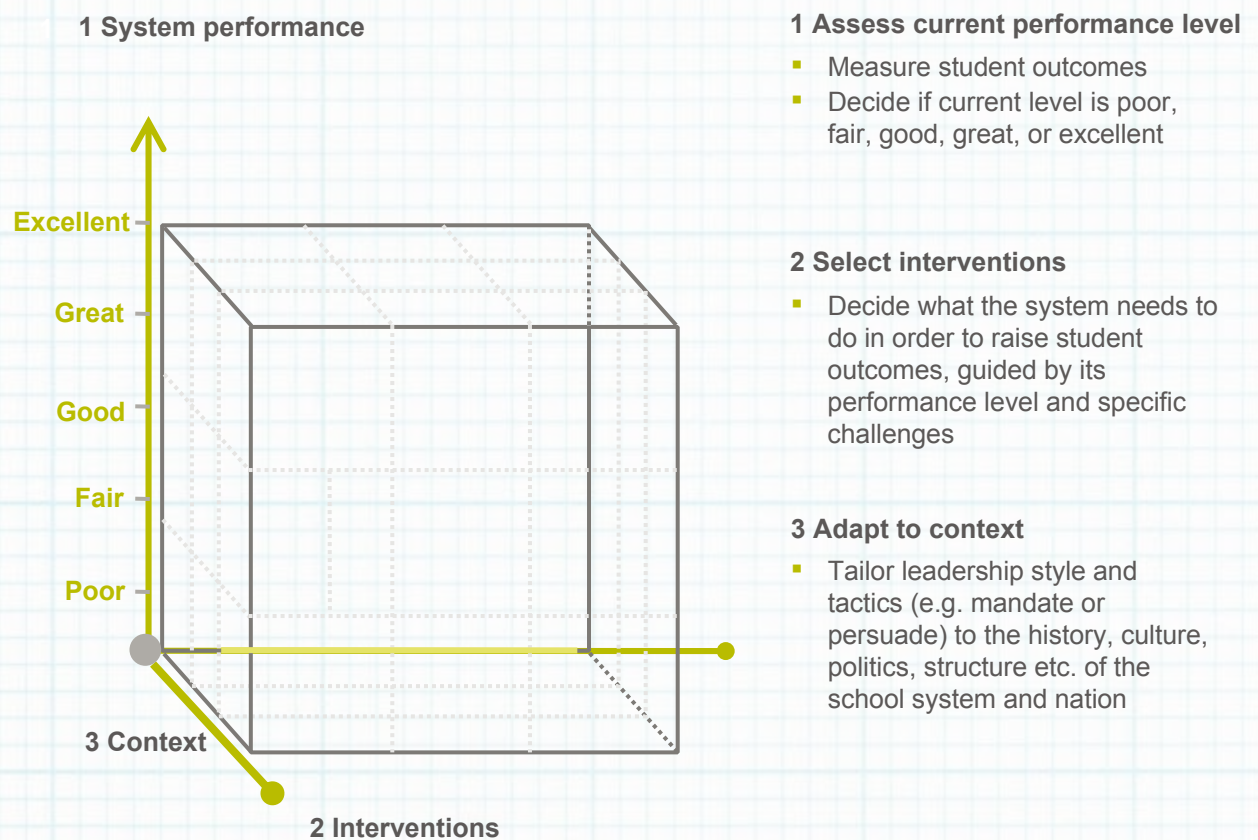 1 System performance
Excellent
Great
Good
Fair
Poor
3 Context
2 Interventions
1 Assess current performance level
▪ Measure student outcomes
▪ Decide if current level is poor,
fair, good, great, or excellent
2 Select interventions
▪ Decide what the system needs to
do in order to raise student
outcomes, guided by its
performance level and specific
challenges
3 Adapt to context
▪ Tailor leadership style and
tactics (e.g. mandate or
persuade) to the history, culture,
politics, structure etc. of the
school system and nation